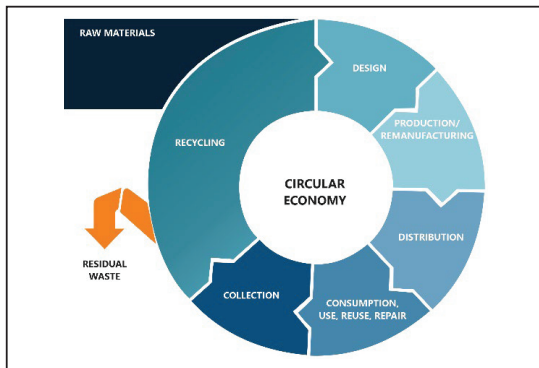 RAW MATERIALS
DESIGN
PRODUCTION/
REMANUFACTURING
RECYCLING
CIRCULAR
ECONOMY
DISTRIBUTION
RESIDUAL
WASTE
COLLECTION
CONSUMPTION,
USE, REUSE, REPAIR